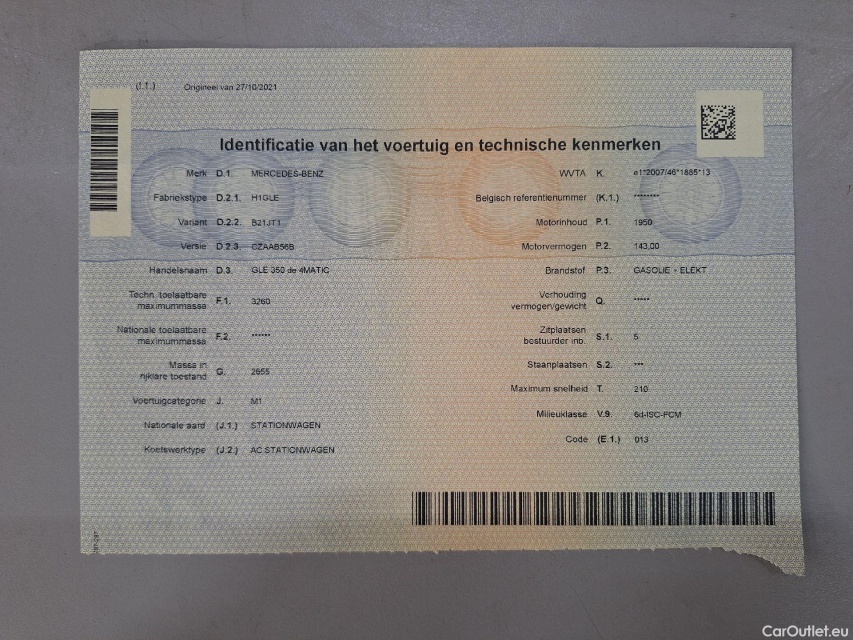 (I.1.) Origineel van 27/10/2021
Identificatie van het voertuig en technische kenmerken
Merk D.1. MERCEDES-BENZ
Fabriekstype D.2.1. H1GLE
Variant D.2.2. B21JT1
Versie D.2.3. CZAAB56B
Handelsnaam D.3. GLE 350 de 4MATIC
Techn. toelaatbare
maximummassa F.1. 3260
Nationale toelaatbare
maximummassa F.2. ******
Massa in
rijklare toestand G. 2655
Voertuigcategorie J. M1
Nationale aard (J.1.) STATIONWAGEN
Koetswerktype (J.2.) AC STATIONWAGEN
WVTA K. e1*2007/46*1885*13
Belgisch referentienummer (K.1.) ********
Motorinhoud P.1. 1950
Motorvermogen P.2. 143,00
Brandstof P.3. GASOLIE + ELEKT
Verhouding
vermogen/gewicht Q. *****
Zitplaatsen
bestuurder inb. S.1. 5
Staanplaatsen S.2. ***
Maximum snelheid T. 210
Milieuklasse V.9. 6d-ISC-FCM
Code (E.1.) 013
CarOutlet.eu